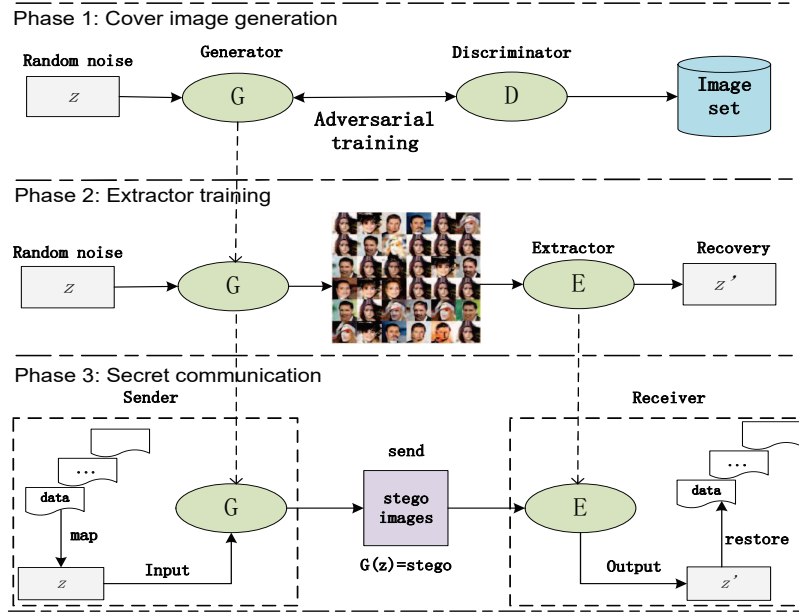 Phase 1: Cover image generation
Generator
Discriminator
Random noise
z
G
D
Image
set
Adversarial
training
Phase 2: Extractor training
Random noise
Extractor
Recovery
z
G
E
z'
Phase 3: Secret communication
Sender
Receiver
send
...
...
data
data
G
stego
images
E
map
restore
G(z)=stego
Input
Output
z
z'